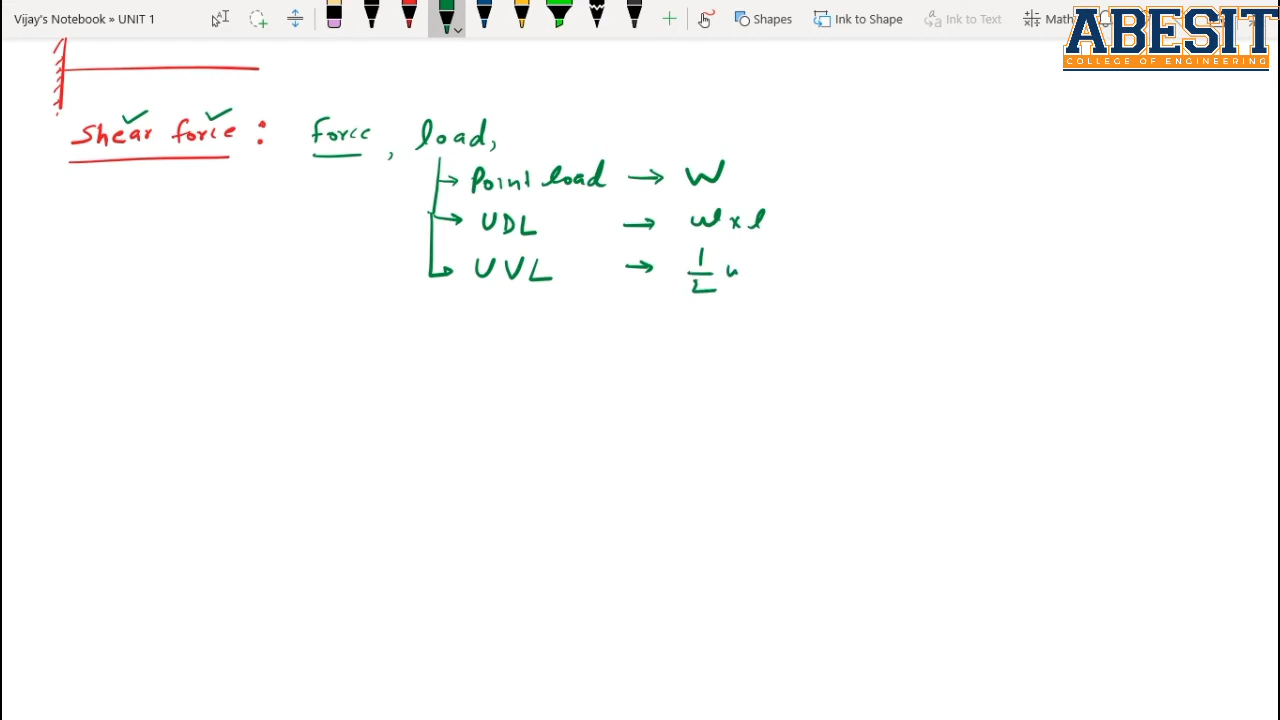 Vijay's Notebook » UNIT 1
Shapes
Ink to Shape
Ink to Text
Math
ABESIT
COLLEGE OF ENGINEERING
Shear force : Force, load,
Point load → W
UDL → w x l
UVL → 1/2